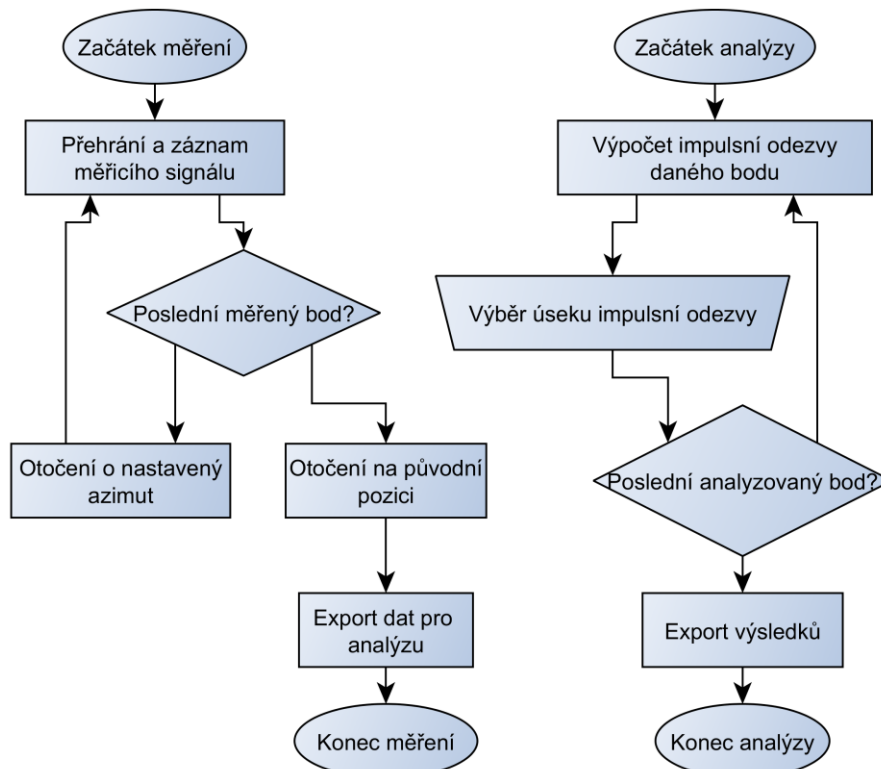 Začátek měření
Přehrání a záznam
měřicího signálu
Poslední měřený bod?
Otočení o nastavený
azimut
Otočení na původní
pozici
Export dat pro
analýzu
Konec měření
Začátek analýzy
Výpočet impulsní odezvy
daného bodu
Výběr úseku impulsní odezvy
Poslední analyzovaný bod?
Export výsledků
Konec analýzy